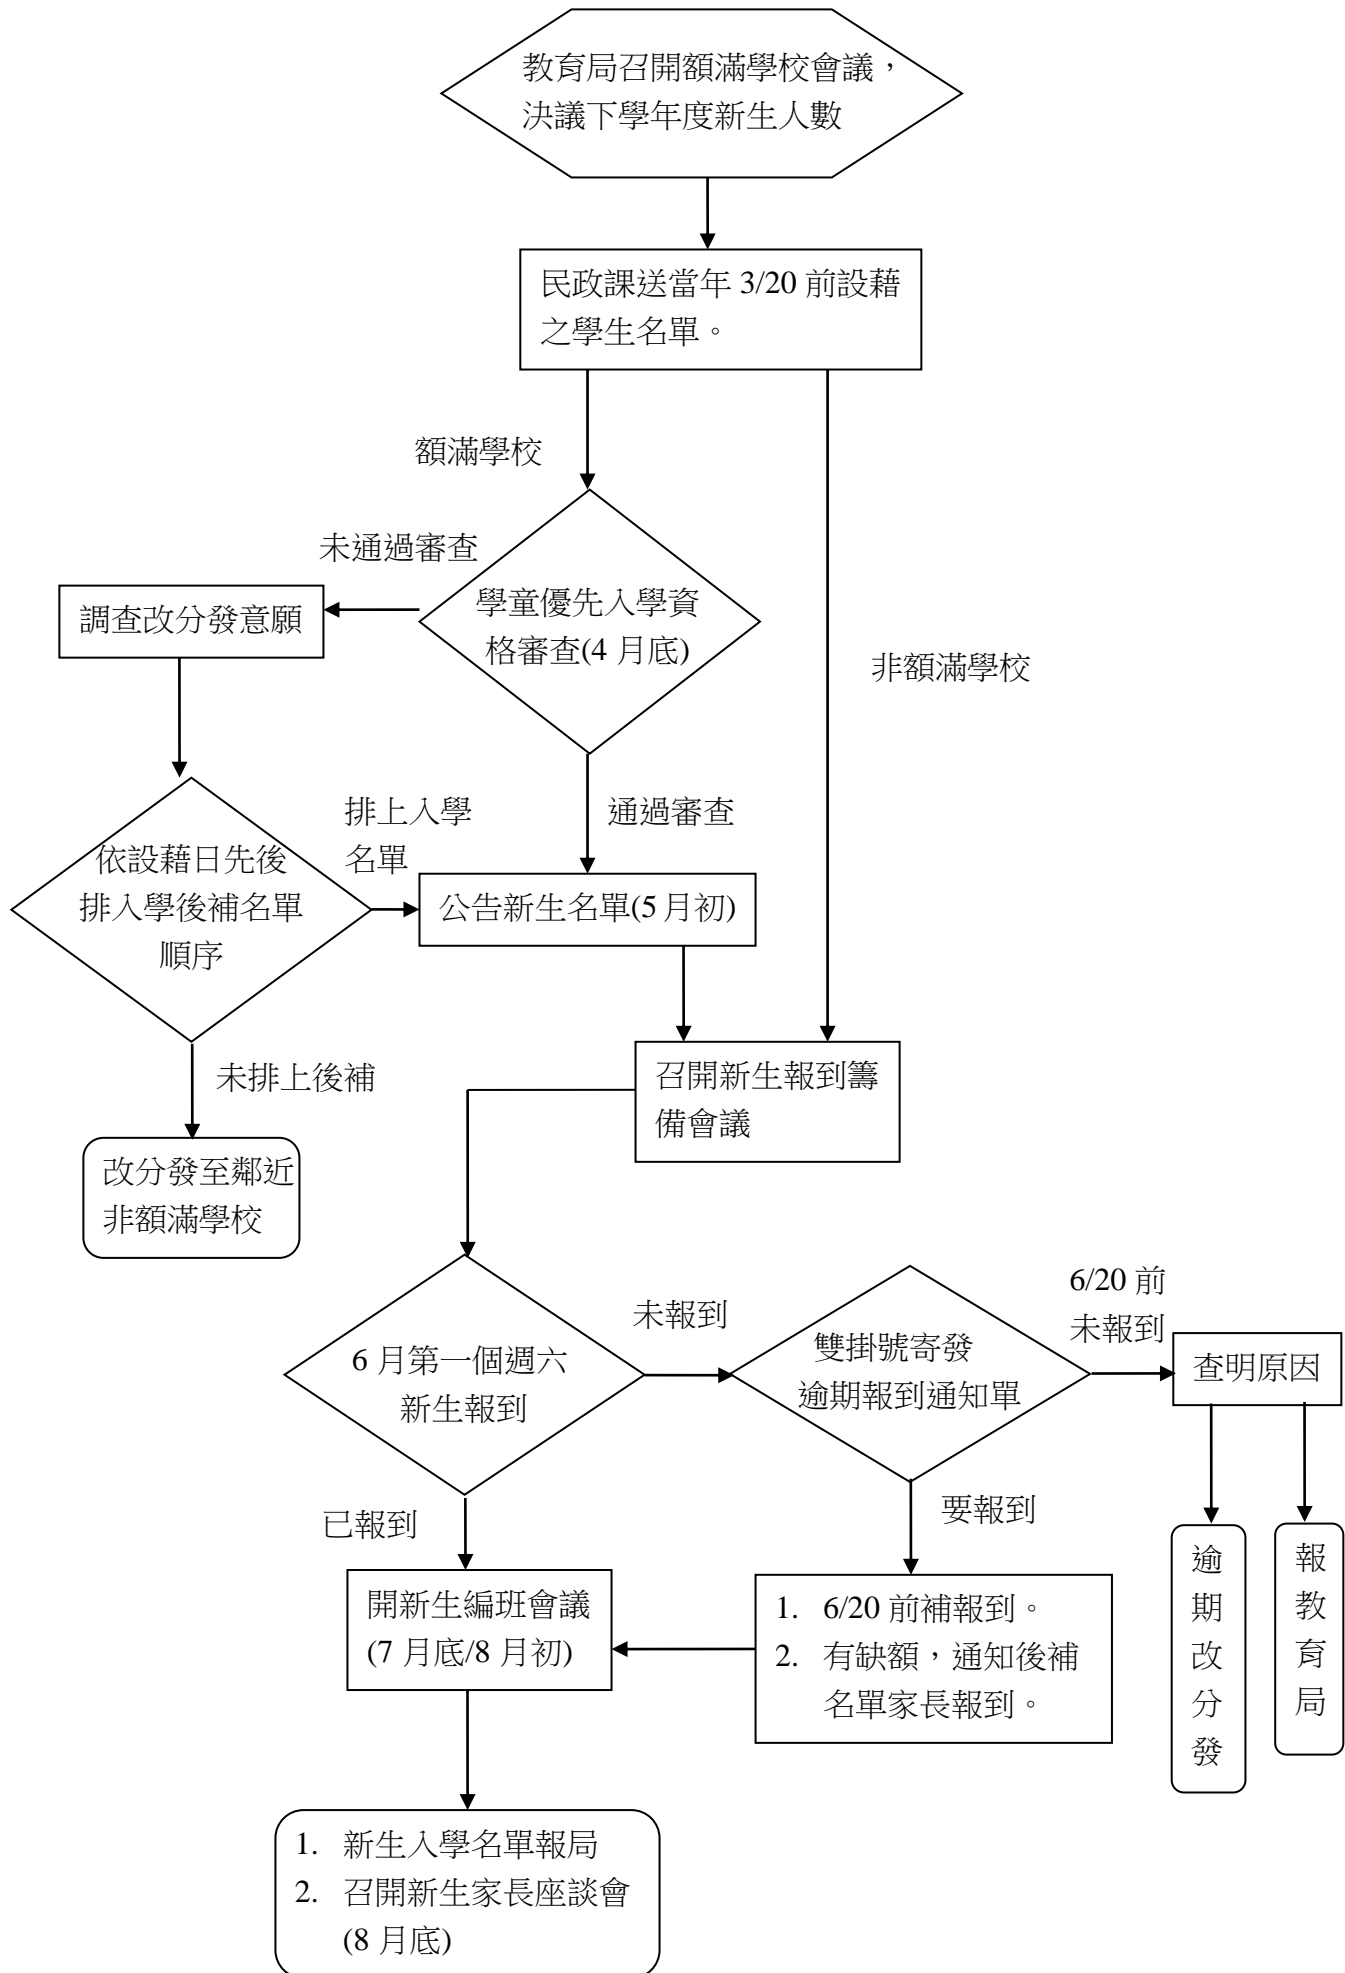 教育局召開額滿學校會議，
決議下學年度新生人數
民政課送當年 3/20 前設藉
之學生名單。
額滿學校
未通過審查
調查改分發意願
學童優先入學資
格審查(4 月底)
非額滿學校
排上入學
名單
通過審查
依設藉日先後
排入學後補名單
順序
公告新生名單(5 月初)
未排上後補
召開新生報到籌
備會議
改分發至鄰近
非額滿學校
6 月第一個週六
新生報到
未報到
雙掛號寄發
逾期報到通知單
6/20 前
未報到
查明原因
已報到
要報到
逾期改分發
報教育局
開新生編班會議
(7 月底/8 月初)
1. 6/20 前補報到。
2. 有缺額，通知後補
名單家長報到。
1. 新生入學名單報局
2. 召開新生家長座談會
(8 月底)